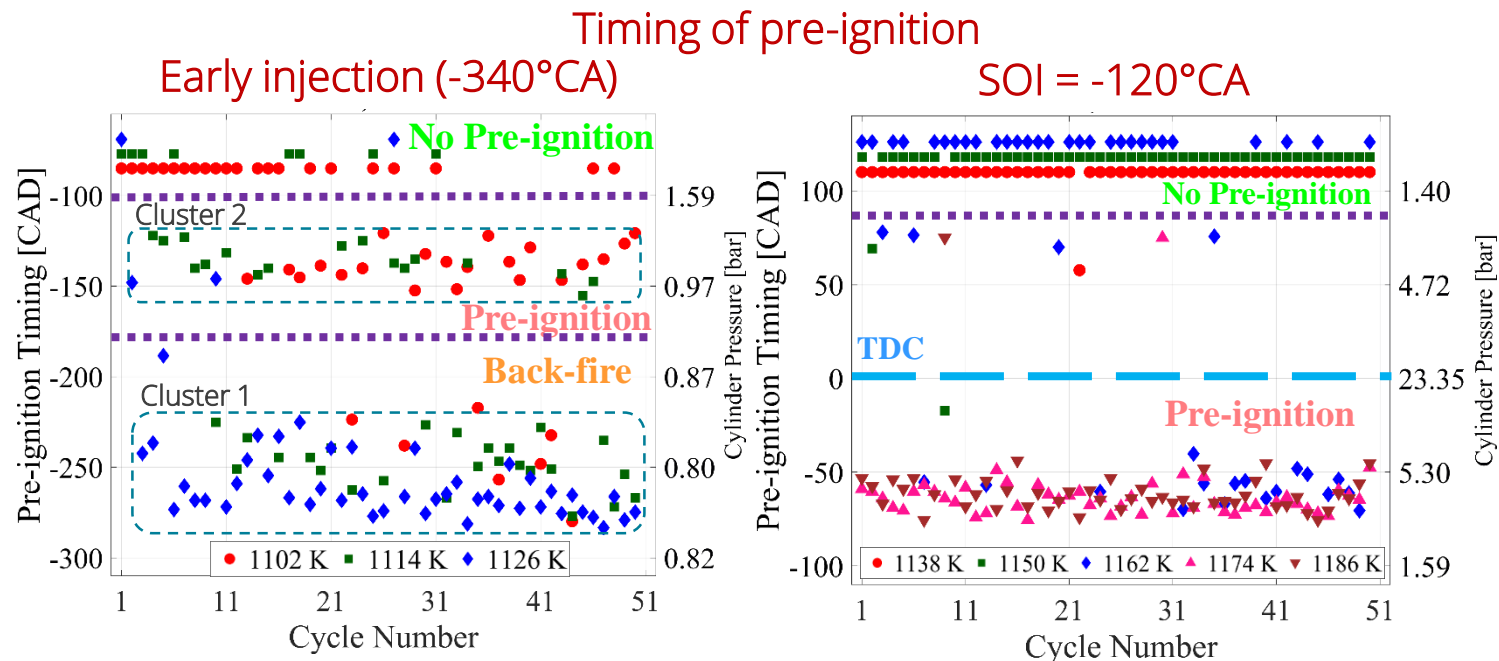 Timing of pre-ignition
Early injection (-340°CA)
SOI = -120°CA
No Pre-ignition
Cluster 2
Pre-ignition
Back-fire
Cluster 1
-100
-150
-200
-250
-300
1.59
0.97
0.87
0.80
0.82
Pre-ignition Timing [CAD]
Cylinder Pressure [bar]
1102 K 1114 K 1126 K
1 11 21 31 41 51
Cycle Number
No Pre-ignition
TDC
Pre-ignition
100
50
0
-50
-100
1.40
4.72
23.35
5.30
1.59
Pre-ignition Timing [CAD]
Cylinder Pressure [bar]
1138 K 1150 K 1162 K 1174 K 1186 K
1 11 21 31 41 51
Cycle Number